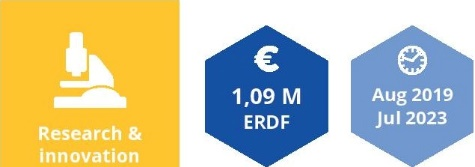 Research &
innovation
€
1,09 M
ERDF
Aug 2019
Jul 2023